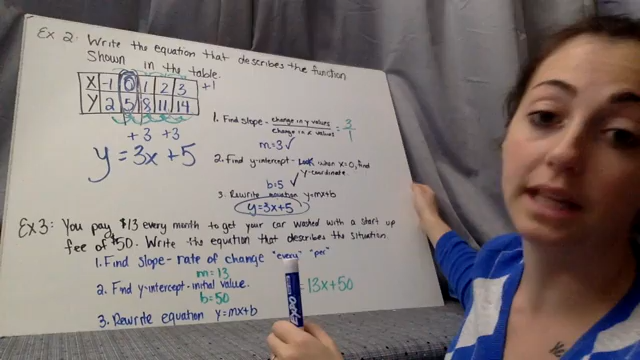 Ex 2: Write the equation that describes the function
Shown in the table.
X -1 0 1 2 3 +1
Y 2 5 8 11 14
+3 +3
y = 3x + 5
1. Find slope - change in y values / change in x values = 3/1
m=3 ✓
2. Find y-intercept - Look when x=0, find
y-coordinate
b=5 ✓
3. Rewrite equation y=mx+b
y=3x+5
Ex 3: You pay $13 every month to get your car washed with a start up
fee of $50. Write the equation that describes the situation.
1. Find slope - rate of change "every" "per"
m=13
2. Find y-intercept - initial value.
b=50
= 13x+50
3. Rewrite equation y=mx+b
EXPO